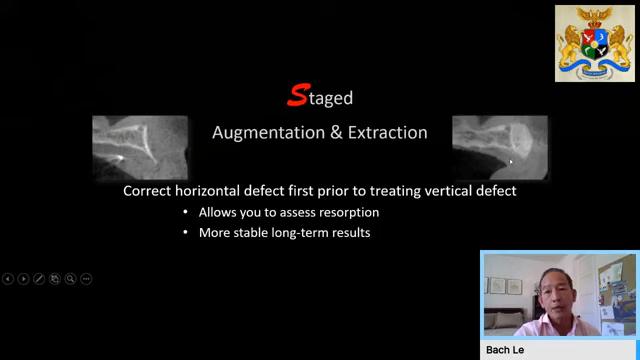 Staged
Augmentation & Extraction
Correct horizontal defect first prior to treating vertical defect
• Allows you to assess resorption
• More stable long-term results
Bach Le